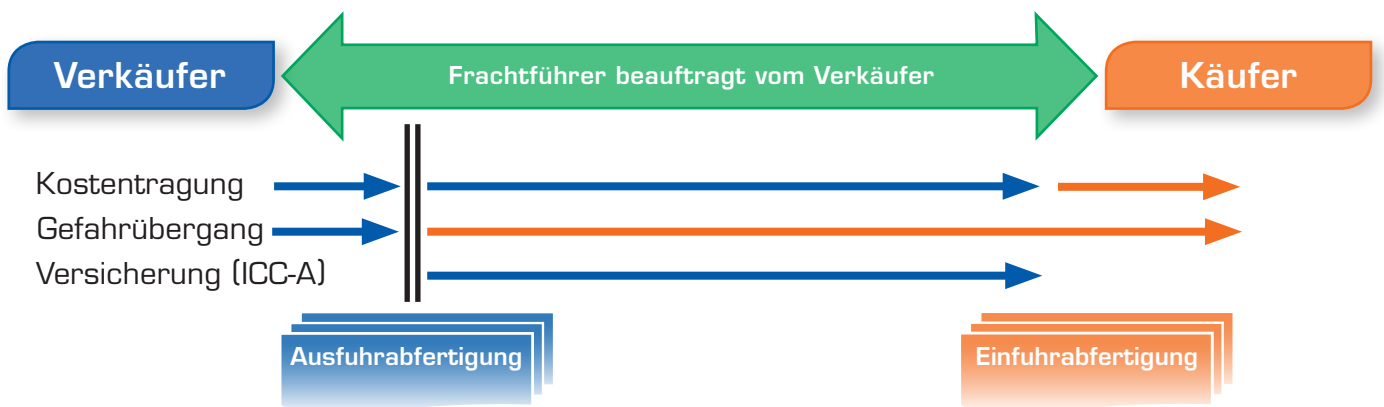 Verkäufer
Frachtführer beauftragt vom Verkäufer
Käufer
Kostentragung
Gefahrübergang
Versicherung (ICC-A)
Ausfuhrabfertigung
Einfuhrabfertigung